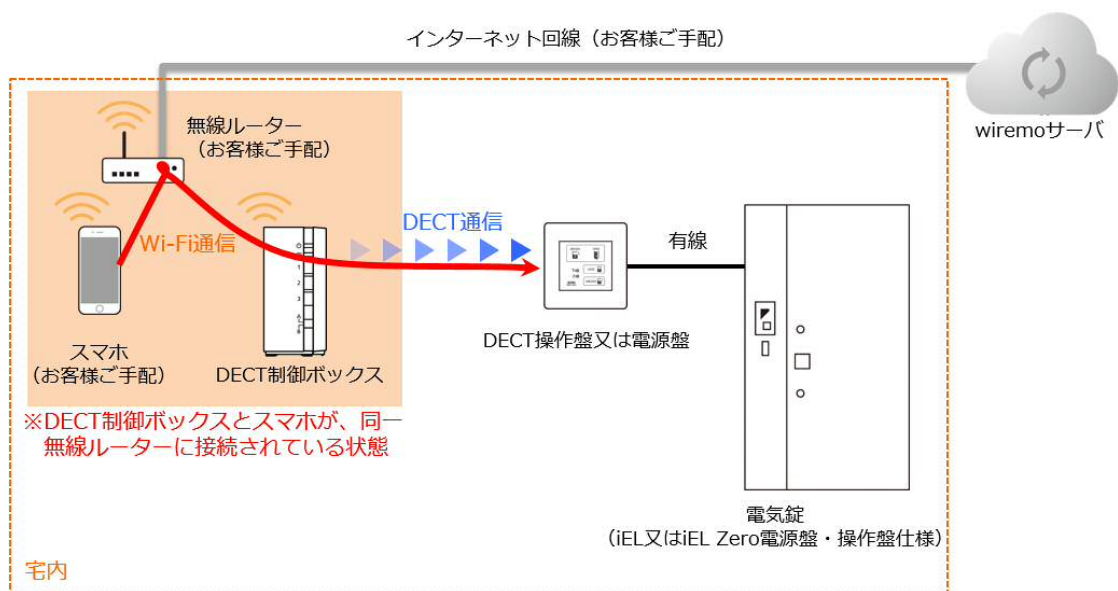 インターネット回線（お客様ご手配）
wiremoサーバ
無線ルーター
（お客様ご手配）
Wi-Fi通信
DECT通信
有線
スマホ
（お客様ご手配）
DECT制御ボックス
DECT操作盤又は電源盤
※DECT制御ボックスとスマホが、同一
無線ルーターに接続されている状態
電気錠
（iEL又はiEL Zero電源盤・操作盤仕様）
宅内
1
2
3